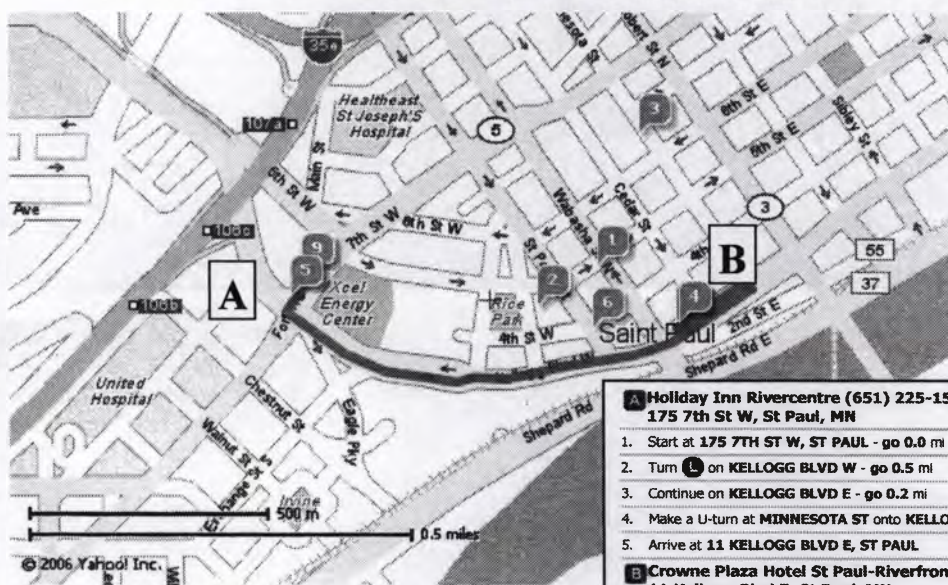 35e
Healtheast
St Joseph'S
Hospital
107a
5
3
6th St E
5th St E
Sibley St
Main St
6th St W
7th St W
6th St W
Ave
106c
9
5
A
Xcel
Energy
Center
Wabasha
Cedar St
1
2
Rice
Park
4th St W
6
4
B
3
55
37
Saint Paul
2nd St E
Shepard Rd E
106b
United
Hospital
Chestnut St
Walnut St
Eagle Pky
Shepard Rd
Irvine
500 m
0.5 miles
© 2006 Yahoo! Inc.
A Holiday Inn Rivercentre (651) 225-15
175 7th St W, St Paul, MN
1. Start at 175 7TH ST W, ST PAUL - go 0.0 mi
2. Turn L on KELLOGG BLVD W - go 0.5 mi
3. Continue on KELLOGG BLVD E - go 0.2 mi
4. Make a U-turn at MINNESOTA ST onto KELLO
5. Arrive at 11 KELLOGG BLVD E, ST PAUL
B Crowne Plaza Hotel St Paul-Riverfron